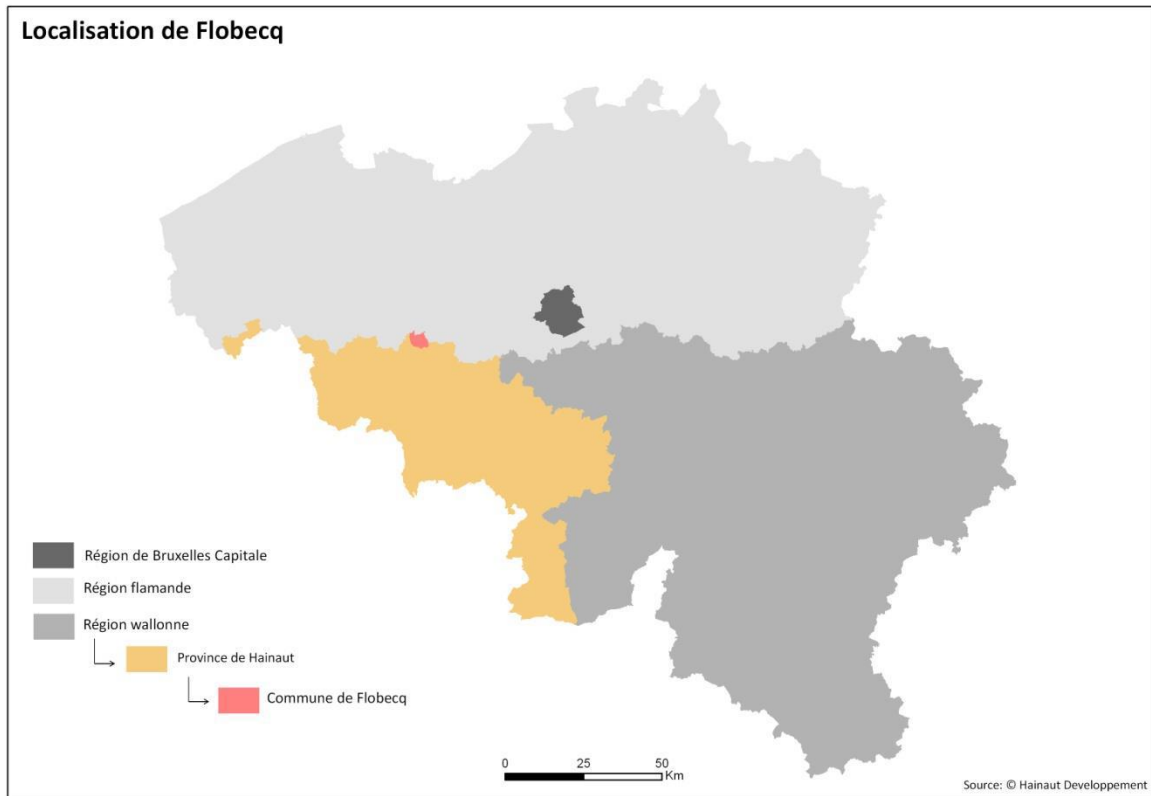 Localisation de Flobecq
Région de Bruxelles Capitale
Région flamande
Région wallonne
Province de Hainaut
Commune de Flobecq
0 25 50
Km
Source: © Hainaut Developpement